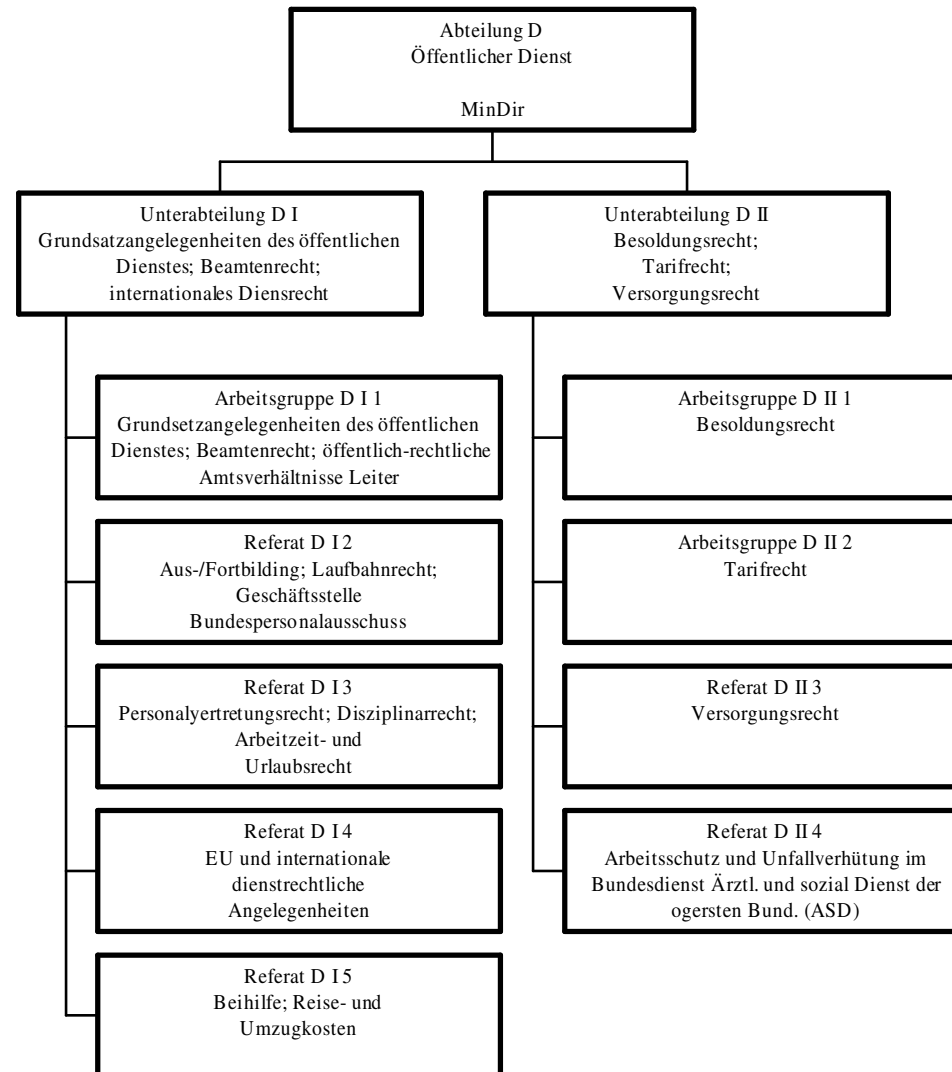 Abteilung D
Öffentlicher Dienst
MinDir
Unterabteilung D I
Grundsatzangelegenheiten des öffentlichen
Dienstes; Beamtenrecht;
internationales Diensrecht
Unterabteilung D II
Besoldungsrecht;
Tarifrecht;
Versorgungsrecht
Arbeitsgruppe D I 1
Grundsetzangelegenheiten des öffentlichen
Dienstes; Beamtenrecht; öffentlich-rechtliche
Amtsverhältnisse Leiter
Referat D I 2
Aus-/Fortbilding; Laufbahnrecht;
Geschäftsstelle
Bundespersonalausschuss
Referat D I 3
Personalyertretungsrecht; Disziplinarrecht;
Arbeitzeit- und
Urlaubsrecht
Referat D I 4
EU und internationale
dienstrechtliche
Angelegenheiten
Referat D I 5
Beihilfe; Reise- und
Umzugkosten
Arbeitsgruppe D II 1
Besoldungsrecht
Arbeitsgruppe D II 2
Tarifrecht
Referat D II 3
Versorgungsrecht
Referat D II 4
Arbeitsschutz und Unfallverhütung im
Bundesdienst Ärztl. und sozial Dienst der
ogersten Bund. (ASD)